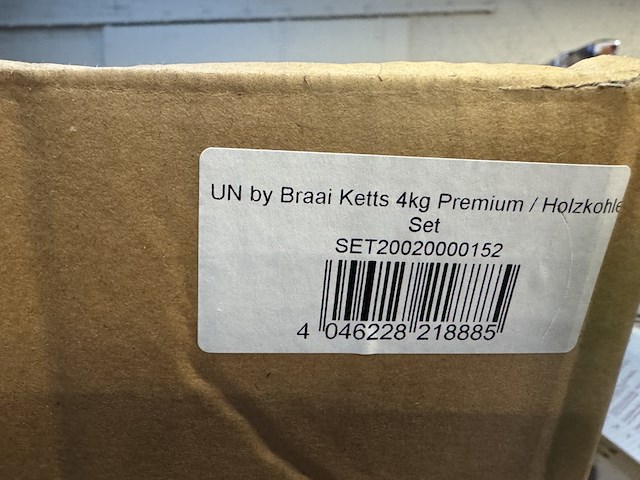 UN by Braai Ketts 4kg Premium / Holzkohle
Set
SET20020000152
4 046228 218885